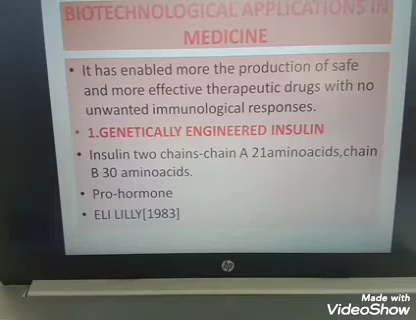 BIOTECHNOLOGICAL APPLICATIONS IN
MEDICINE
• It has enabled more the production of safe
and more effective therapeutic drugs with no
unwanted immunological responses.
• 1.GENETICALLY ENGINEERED INSULIN
• Insulin two chains-chain A 21aminoacids,chain
B 30 aminoacids.
• Pro-hormone
• ELI LILLY[1983]
hp
Made with
VideoShow